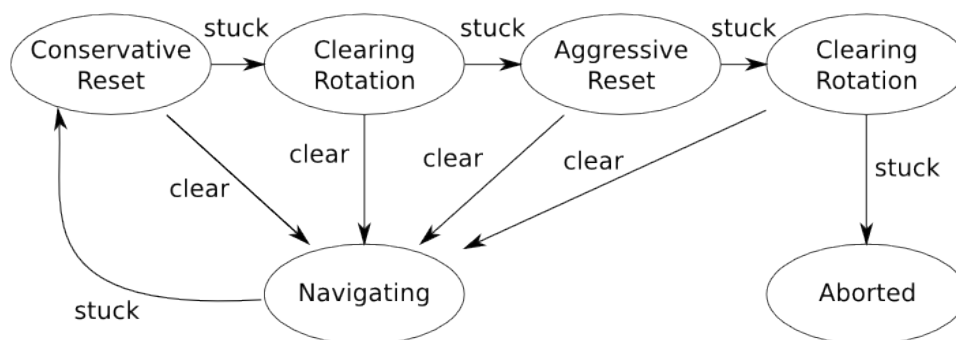 stuck
stuck
stuck
Conservative
Reset
Clearing
Rotation
Aggressive
Reset
Clearing
Rotation
clear
clear
clear
clear
stuck
Navigating
Aborted
stuck